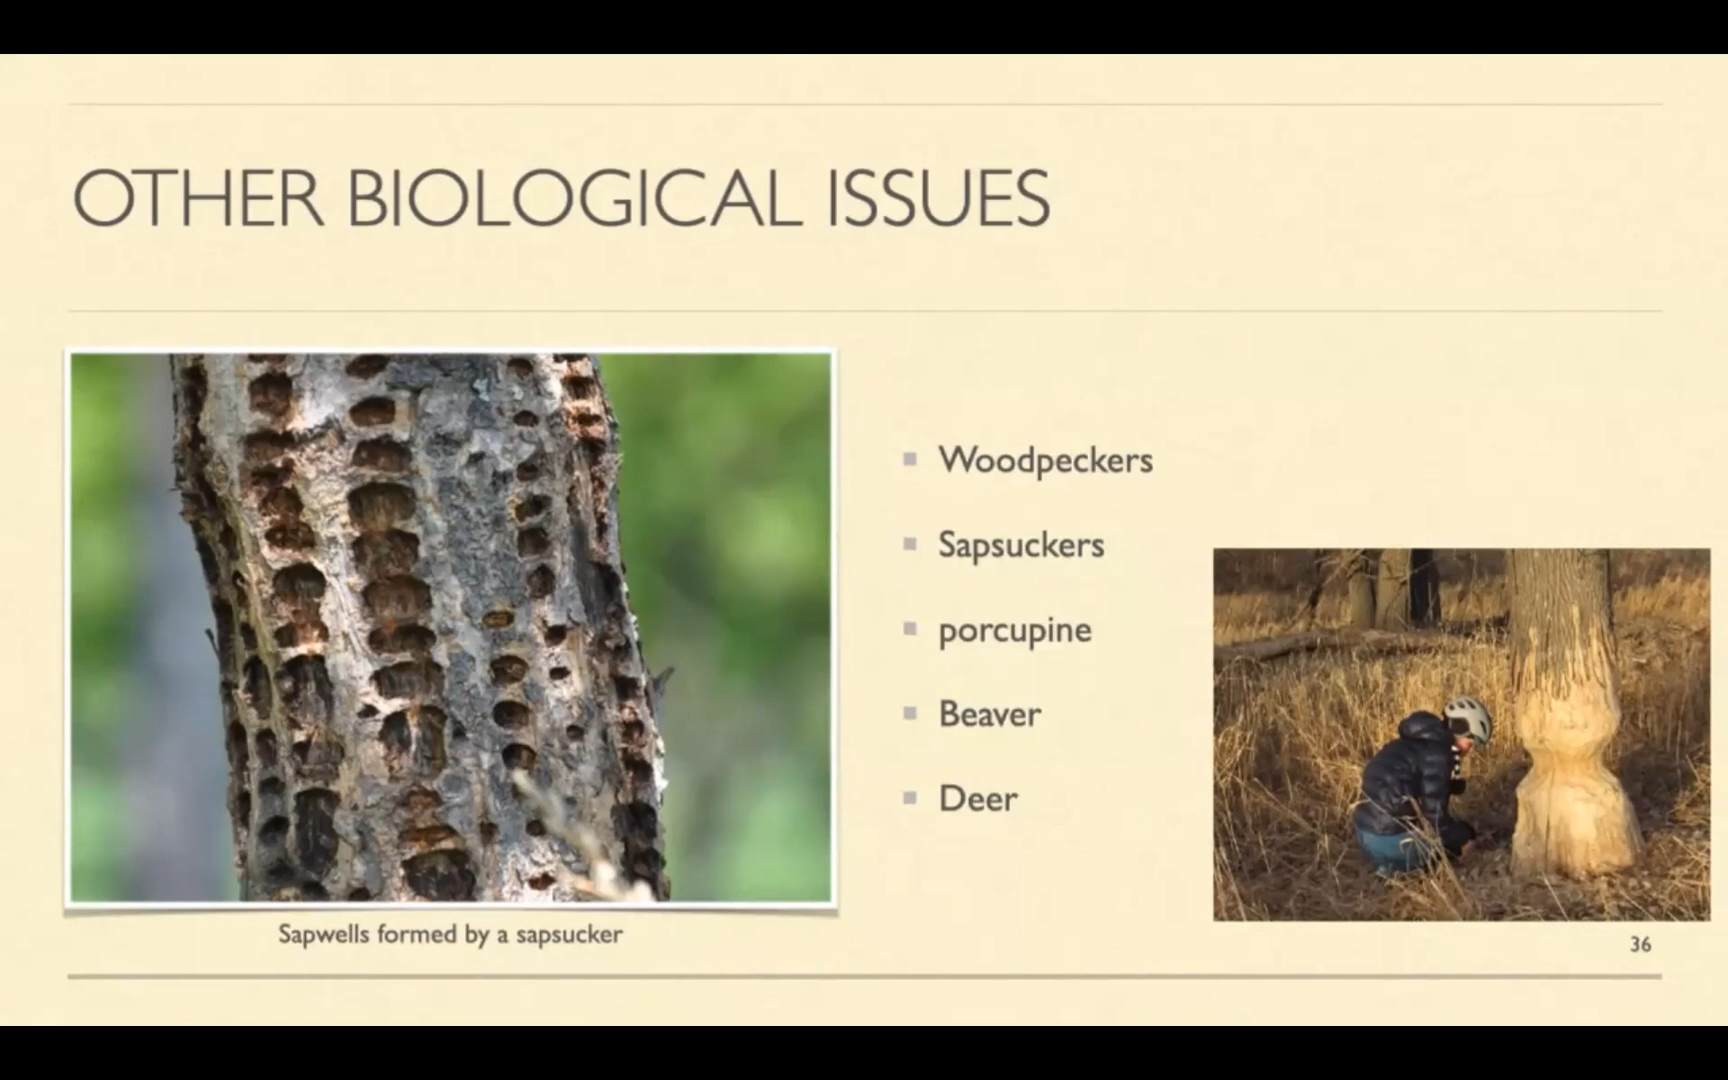 OTHER BIOLOGICAL ISSUES
Woodpeckers
Sapsuckers
porcupine
Beaver
Deer
Sapwells formed by a sapsucker
36